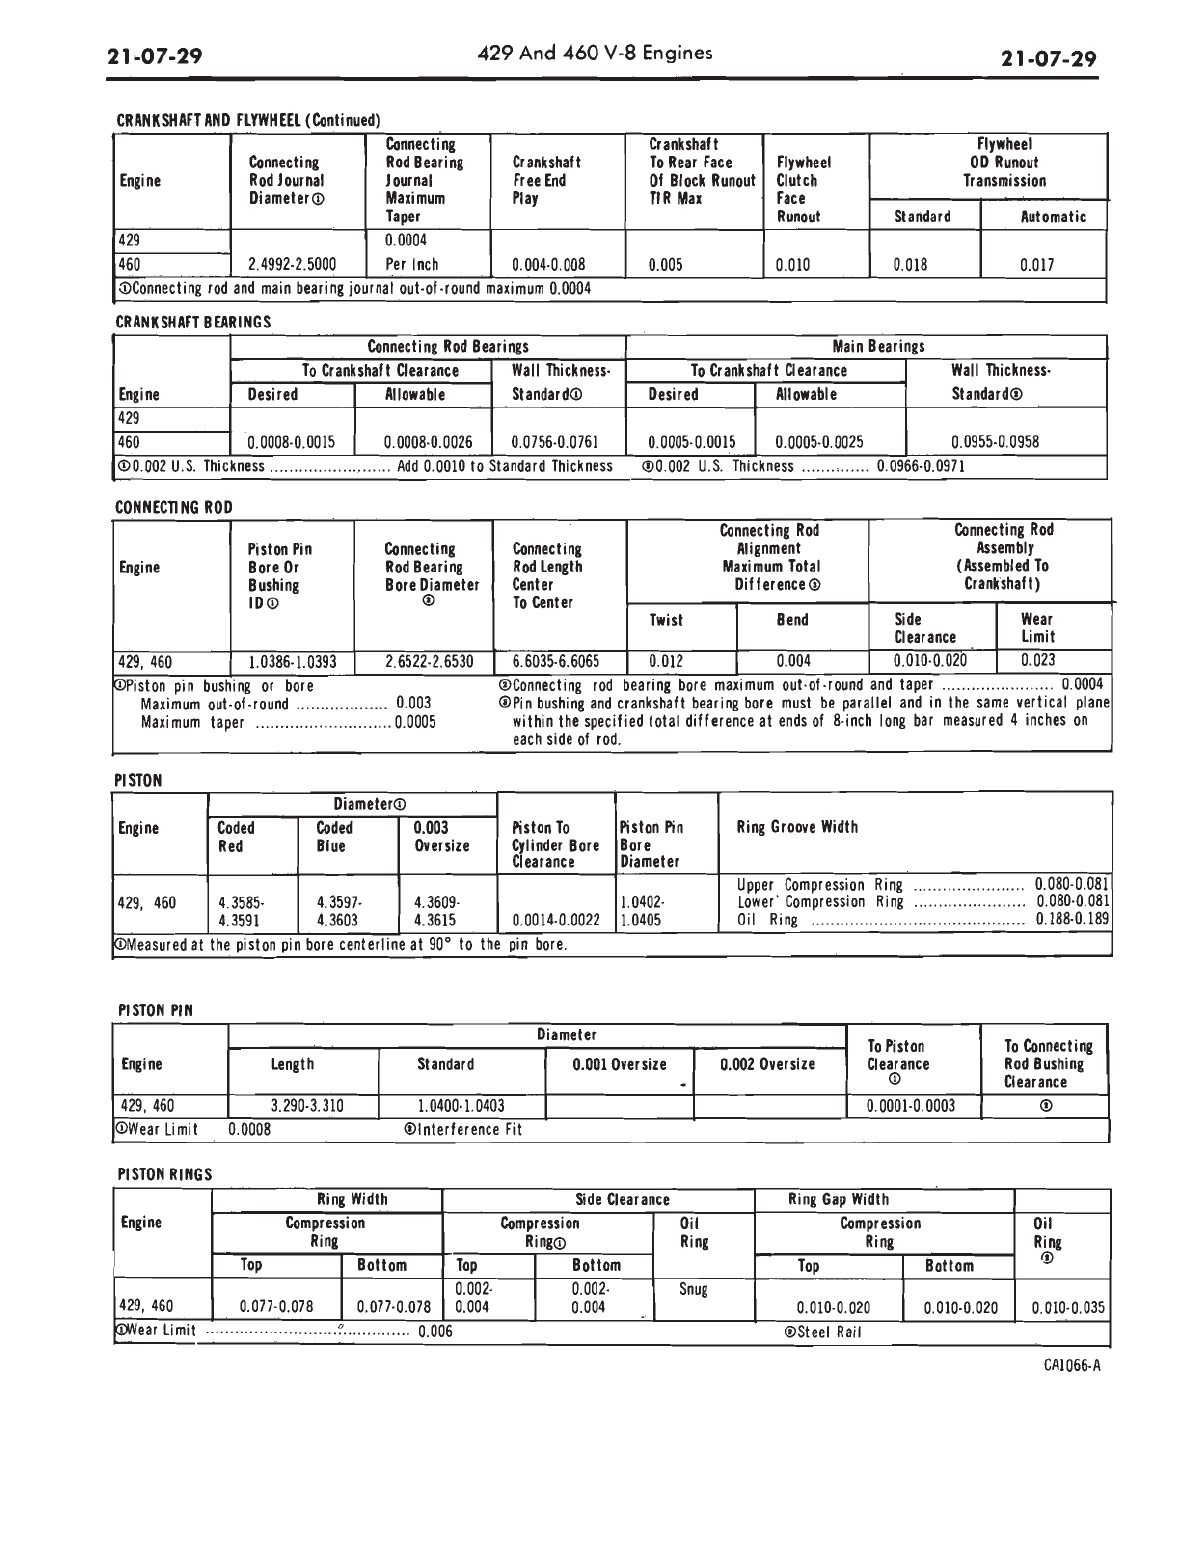 21-07-29 429 And 460 V-8 Engines 21-07-29
CRANKSHAFT AND FLYWHEEL (Continued)
Engine
Connecting
Rod Journal
Diameter①
Connecting
Rod Bearing
Journal
Maximum
Taper
Crankshaft
Free End
Play
Crankshaft
To Rear Face
Of Block Runout
TIR Max
Flywheel
Clutch
Face
Runout
Flywheel
OD Runout
Transmission
Standard Automatic
429 0.0004
460 2.4992-2.5000 Per Inch 0.004-0.008 0.005 0.010 0.018 0.017
①Connecting rod and main bearing journal out-of-round maximum 0.0004
CRANKSHAFT BEARINGS
Connecting Rod Bearings Main Bearings
To Crankshaft Clearance Wall Thickness- To Crankshaft Clearance Wall Thickness-
Engine Desired Allowable Standard① Desired Allowable Standard②
429
460 0.0008-0.0015 0.0008-0.0026 0.0756-0.0761 0.0005-0.0015 0.0005-0.0025 0.0955-0.0958
①0.002 U.S. Thickness ......................... Add 0.0010 to Standard Thickness ②0.002 U.S. Thickness .............. 0.0966-0.0971
CONNECTING ROD
Engine
Piston Pin
Bore Or
Bushing
ID①
Connecting
Rod Bearing
Bore Diameter
②
Connecting
Rod Length
Center
To Center
Connecting Rod
Alignment
Maximum Total
Difference③
Twist Bend
Connecting Rod
Assembly
(Assembled To
Crankshaft)
Side
Clearance
Wear
Limit
429, 460 1.0386-1.0393 2.6522-2.6530 6.6035-6.6065 0.012 0.004 0.010-0.020 0.023
①Piston pin bushing or bore
Maximum out-of-round ................... 0.003
Maximum taper ............................ 0.0005
②Connecting rod bearing bore maximum out-of-round and taper ....................... 0.0004
③Pin bushing and crankshaft bearing bore must be parallel and in the same vertical plane
within the specified total difference at ends of 8-inch long bar measured 4 inches on
each side of rod.
PISTON
Engine
Diameter①
Coded
Red
Coded
Blue
0.003
Oversize
Piston To
Cylinder Bore
Clearance
Piston Pin
Bore
Diameter
Ring Groove Width
429, 460
4.3585-
4.3591
4.3597-
4.3603
4.3609-
4.3615
0.0014-0.0022
1.0402-
1.0405
Upper Compression Ring ....................... 0.080-0.081
Lower Compression Ring ....................... 0.080-0.081
Oil Ring ............................................ 0.188-0.189
①Measured at the piston pin bore centerline at 90° to the pin bore.
PISTON PIN
Engine
Diameter
Length Standard 0.001 Oversize 0.002 Oversize
To Piston
Clearance
①
To Connecting
Rod Bushing
Clearance
429, 460 3.290-3.310 1.0400-1.0403 0.0001-0.0003 ②
①Wear Limit 0.0008 ②Interference Fit
PISTON RINGS
Engine
Ring Width Side Clearance Ring Gap Width
Compression
Ring
Top Bottom
Compression
Ring①
Top Bottom
Oil
Ring
Compression
Ring
Top Bottom
Oil
Ring
②
429, 460 0.077-0.078 0.077-0.078
0.002-
0.004
0.002-
0.004
Snug
0.010-0.020 0.010-0.020 0.010-0.035
①Wear Limit .......................................... 0.006 ②Steel Rail
CA1066-A